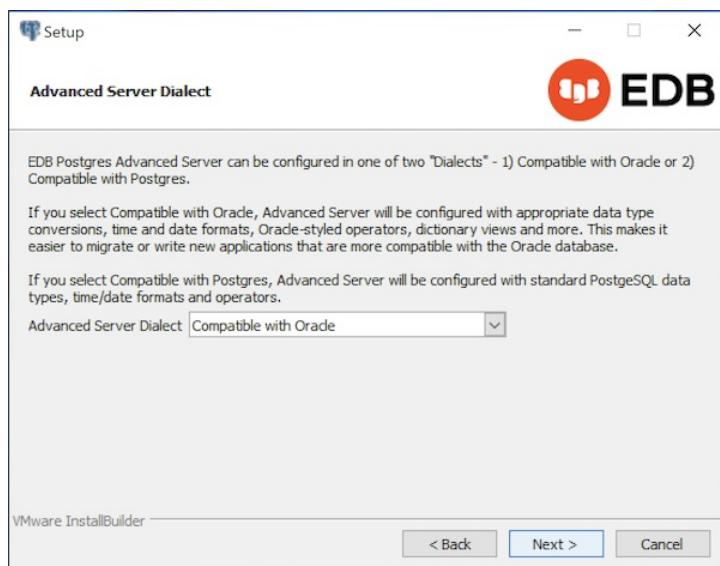 Setup
Advanced Server Dialect
EDB
EDB Postgres Advanced Server can be configured in one of two "Dialects" - 1) Compatible with Oracle or 2)
Compatible with Postgres.
If you select Compatible with Oracle, Advanced Server will be configured with appropriate data type
conversions, time and date formats, Oracle-styled operators, dictionary views and more. This makes it
easier to migrate or write new applications that are more compatible with the Oracle database.
If you select Compatible with Postgres, Advanced Server will be configured with standard PostgeSQL data
types, time/date formats and operators.
Advanced Server Dialect Compatible with Oracle
VMware InstallBuilder
< Back Next > Cancel